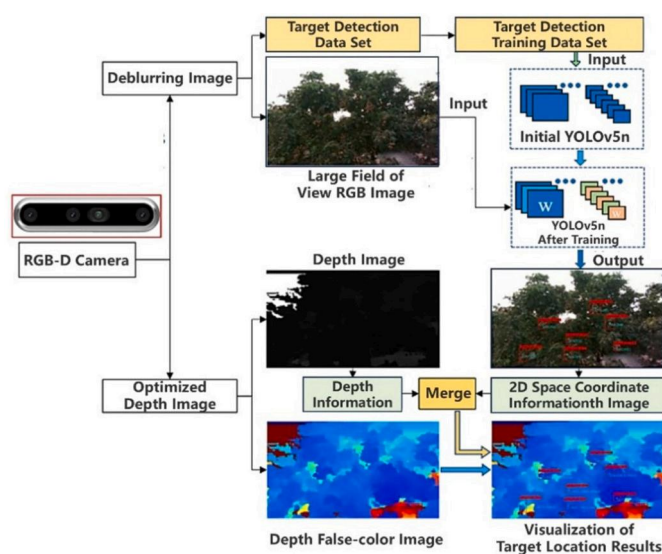 Target Detection
Data Set
Target Detection
Training Data Set
Input
Deblurring Image
Input
Initial YOLOv5n
Large Field of
View RGB Image
W
W
YOLOv5n
After Training
RGB-D Camera
Depth Image
Output
Optimized
Depth Image
Depth
Information
Merge
2D Space Coordinate
Informationth Image
Depth False-color Image
Visualization of
Target Location Results